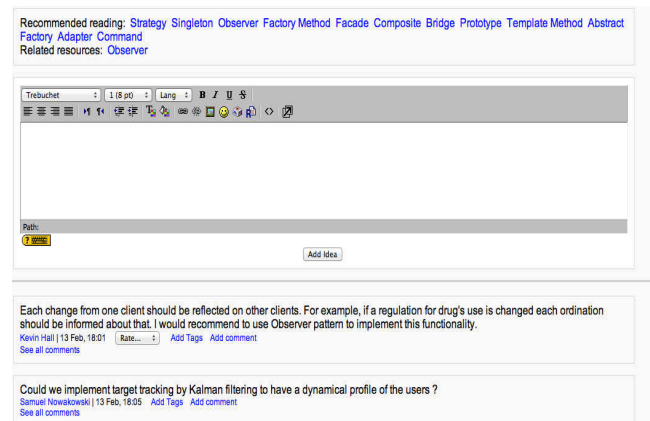 Recommended reading: Strategy Singleton Observer Factory Method Facade Composite Bridge Prototype Template Method Abstract
Factory Adapter Command
Related resources: Observer
Trebuchet 1 (8 pt) Lang B I U S
Path:
?
Add Idea
Each change from one client should be reflected on other clients. For example, if a regulation for drug's use is changed each ordination
should be informed about that. I would recommend to use Observer pattern to implement this functionality.
Kevin Hall | 13 Feb, 18:01 Rate... Add Tags Add comment
See all comments
Could we implement target tracking by Kalman filtering to have a dynamical profile of the users ?
Samuel Nowakowski | 13 Feb, 18:05 Add Tags Add comment
See all comments